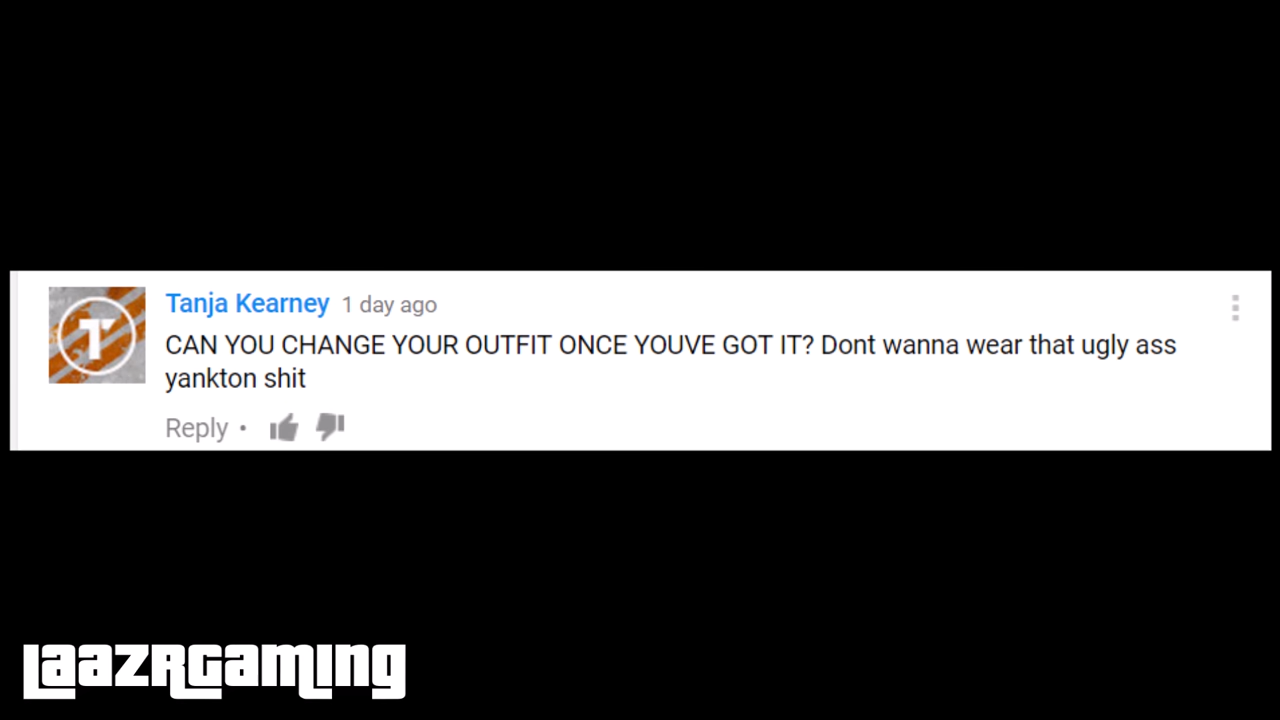 Tanja Kearney 1 day ago
CAN YOU CHANGE YOUR OUTFIT ONCE YOUVE GOT IT? Dont wanna wear that ugly ass
yankton shit
Reply •
LaazRGaming